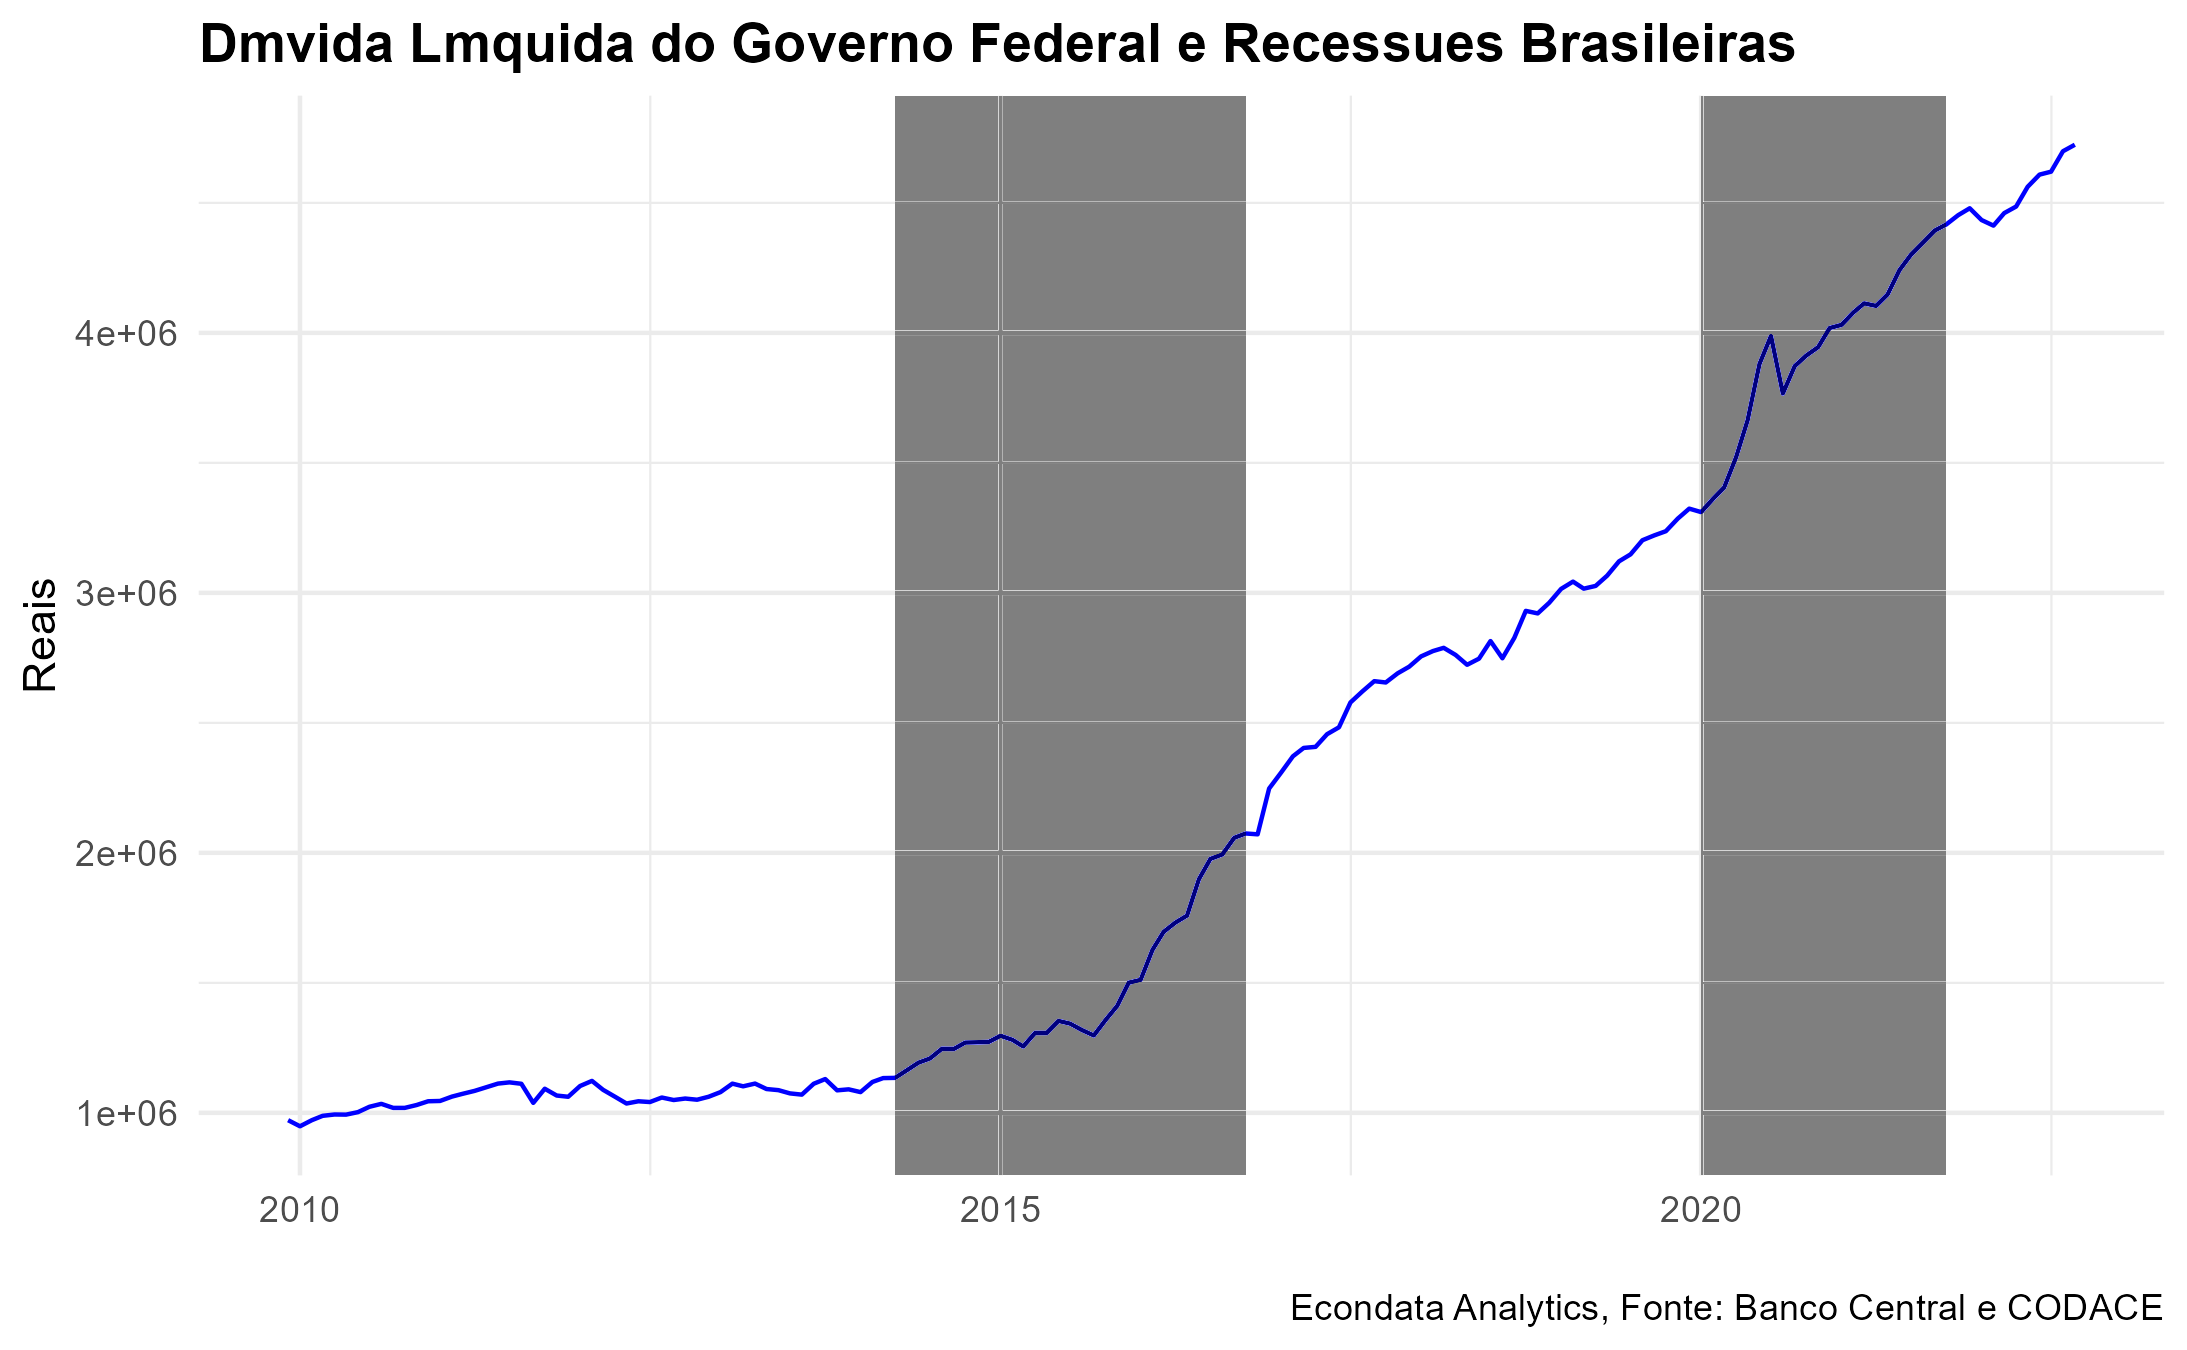 Dmvida Lmquida do Governo Federal e Recessues Brasileiras
Reais
4e+06
3e+06
2e+06
1e+06
2010
2015
2020
Econdata Analytics, Fonte: Banco Central e CODACE